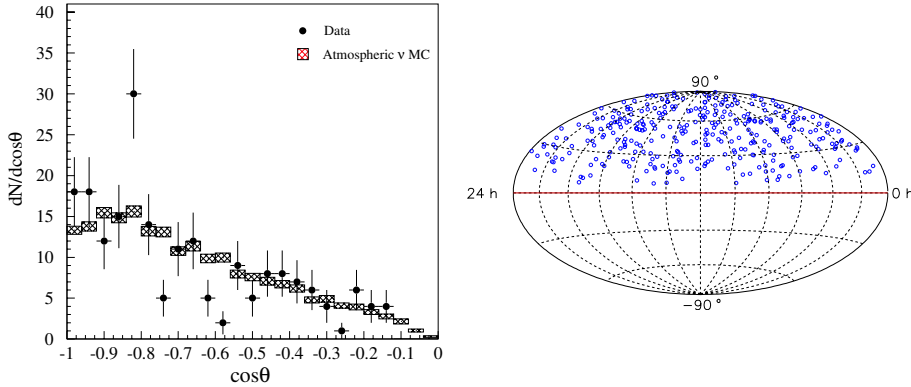 40
35
30
25
20
15
10
5
0
dN/dcosθ
Data
Atmospheric ν MC
-1 -0.9 -0.8 -0.7 -0.6 -0.5 -0.4 -0.3 -0.2 -0.1 0
cosθ
90 °
24 h
0 h
−90 °